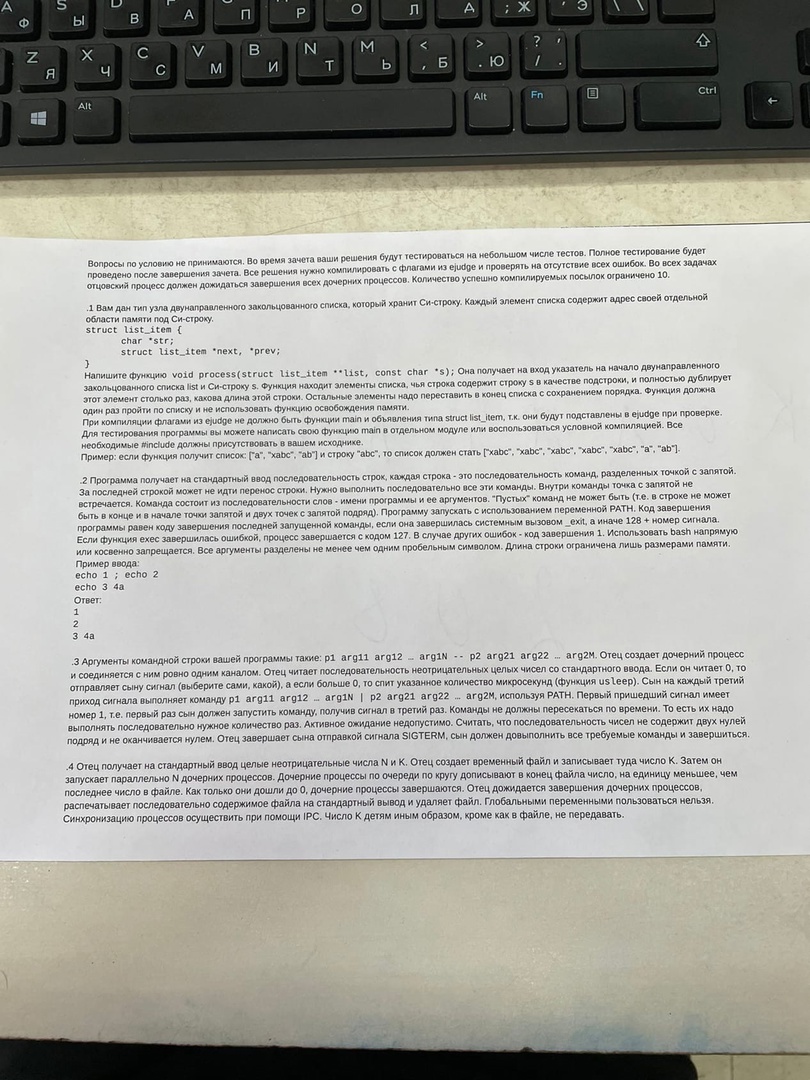 А Ф S Ы D В F А П Р О Л Д ; Ж ' Э \ \
Z Я X Ч C С V М B И N Т M Ь < , Б > . Ю ? , / .
Alt Alt Fn Ctrl
Вопросы по условию не принимаются. Во время зачета ваши решения будут тестироваться на небольшом числе тестов. Полное тестирование будет
проведено после завершения зачета. Все решения нужно компилировать с флагами из ejudge и проверять на отсутствие всех ошибок. Во всех задачах
отцовский процесс должен дожидаться завершения всех дочерних процессов. Количество успешно компилируемых посылок ограничено 10.
.1 Вам дан тип узла двунаправленного закольцованного списка, который хранит Си-строку. Каждый элемент списка содержит адрес своей отдельной
области памяти под Си-строку.
struct list_item {
char *str;
struct list_item *next, *prev;
}
Напишите функцию void process(struct list_item **list, const char *s); Она получает на вход указатель на начало двунаправленного
закольцованного списка list и Си-строку s. Функция находит элементы списка, чья строка содержит строку s в качестве подстроки, и полностью дублирует
этот элемент столько раз, какова длина этой строки. Остальные элементы надо переставить в конец списка с сохранением порядка. Функция должна
один раз пройти по списку и не использовать функцию освобождения памяти.
При компиляции флагами из ejudge не должно быть функции main и объявления типа struct list_item, т.к. они будут подставлены в ejudge при проверке.
Для тестирования программы вы можете написать свою функцию main в отдельном модуле или воспользоваться условной компиляцией. Все
необходимые #include должны присутствовать в вашем исходнике.
Пример: если функция получит список: ["a", "xabc", "ab"] и строку "abc", то список должен стать ["xabc", "xabc", "xabc", "xabc", "xabc", "a", "ab"].
.2 Программа получает на стандартный ввод последовательность строк, каждая строка - это последовательность команд, разделенных точкой с запятой.
За последней строкой может не идти перенос строки. Нужно выполнить последовательно все эти команды. Внутри команды точка с запятой не
встречается. Команда состоит из последовательности слов - имени программы и ее аргументов. "Пустых" команд не может быть (т.е. в строке не может
быть в конце и в начале точки запятой и двух точек с запятой подряд). Программу запускать с использованием переменной PATH. Код завершения
программы равен коду завершения последней запущенной команды, если она завершилась системным вызовом _exit, а иначе 128 + номер сигнала.
Если функция exec завершилась ошибкой, процесс завершается с кодом 127. В случае других ошибок - код завершения 1. Использовать bash напрямую
или косвенно запрещается. Все аргументы разделены не менее чем одним пробельным символом. Длина строки ограничена лишь размерами памяти.
Пример ввода:
echo 1 ; echo 2
echo 3 4a
Ответ:
1
2
3 4a
.3 Аргументы командной строки вашей программы такие: p1 arg11 arg12 … arg1N -- p2 arg21 arg22 … arg2M. Отец создает дочерний процесс
и соединяется с ним ровно одним каналом. Отец читает последовательность неотрицательных целых чисел со стандартного ввода. Если он читает 0, то
отправляет сыну сигнал (выберите сами, какой), а если больше 0, то спит указанное количество микросекунд (функция usleep). Сын на каждый третий
приход сигнала выполняет команду p1 arg11 arg12 … arg1N | p2 arg21 arg22 … arg2M, используя PATH. Первый пришедший сигнал имеет
номер 1, т.е. первый раз сын должен запустить команду, получив сигнал в третий раз. Команды не должны пересекаться по времени. То есть их надо
выполнять последовательно нужное количество раз. Активное ожидание недопустимо. Считать, что последовательность чисел не содержит двух нулей
подряд и не оканчивается нулем. Отец завершает сына отправкой сигнала SIGTERM, сын должен довыполнить все требуемые команды и завершиться.
.4 Отец получает на стандартный ввод целые неотрицательные числа N и K. Отец создает временный файл и записывает туда число K. Затем он
запускает параллельно N дочерних процессов. Дочерние процессы по очереди по кругу дописывают в конец файла число, на единицу меньшее, чем
последнее число в файле. Как только они дошли до 0, дочерние процессы завершаются. Отец дожидается завершения дочерних процессов,
распечатывает последовательно содержимое файла на стандартный вывод и удаляет файл. Глобальными переменными пользоваться нельзя.
Синхронизацию процессов осуществить при помощи IPC. Число K детям иным образом, кроме как в файле, не передавать.